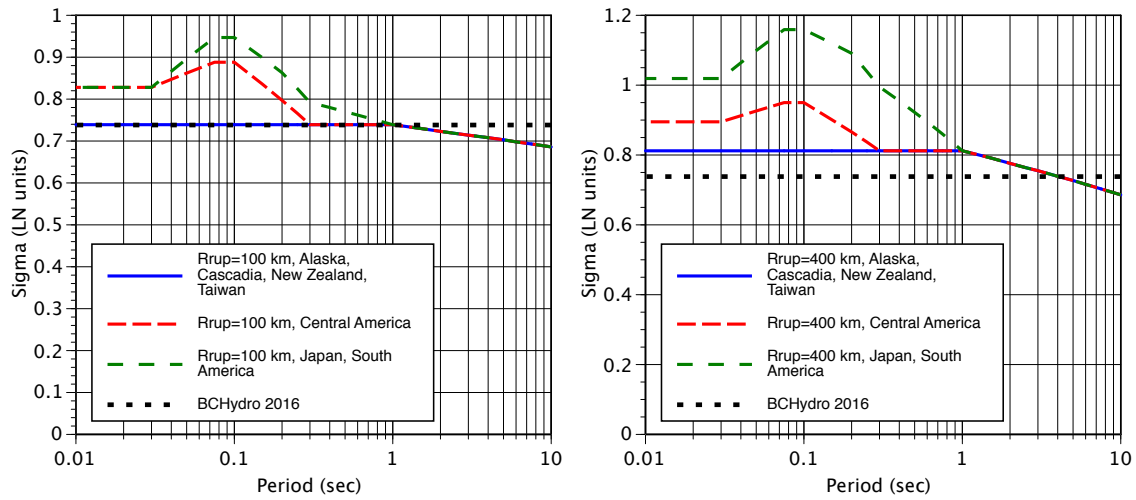 1
0.9
0.8
0.7
0.6
0.5
0.4
0.3
0.2
0.1
0
Sigma (LN units)
Rrup=100 km, Alaska,
Cascadia, New Zealand,
Taiwan
Rrup=100 km, Central America
Rrup=100 km, Japan, South
America
BCHydro 2016
0.01
0.1
1
10
Period (sec)
1.2
1
0.8
0.6
0.4
0.2
0
Sigma (LN units)
Rrup=400 km, Alaska,
Cascadia, New Zealand,
Taiwan
Rrup=400 km, Central America
Rrup=400 km, Japan, South
America
BCHydro 2016
0.01
0.1
1
10
Period (sec)